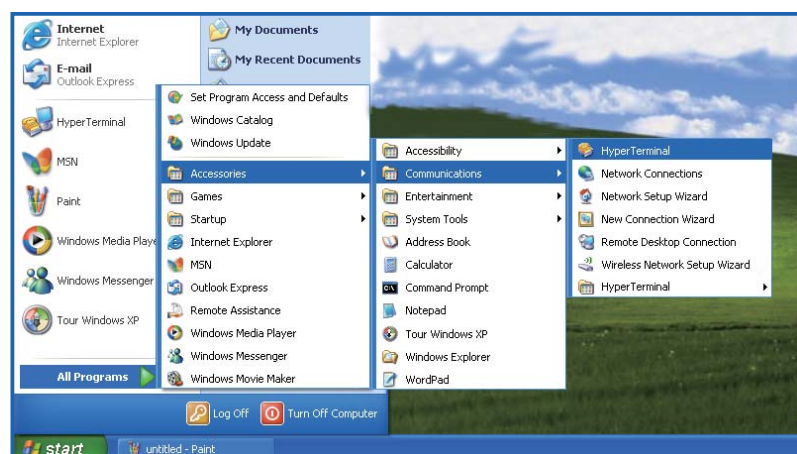 Internet
Internet Explorer
E-mail
Outlook Express
HyperTerminal
MSN
Paint
Windows Media Playe
Windows Messenger
Tour Windows XP
All Programs
My Documents
My Recent Documents
Set Program Access and Defaults
Windows Catalog
Windows Update
Accessories
Games
Startup
Internet Explorer
MSN
Outlook Express
Remote Assistance
Windows Media Player
Windows Messenger
Windows Movie Maker
Accessibility
Communications
Entertainment
System Tools
Address Book
Calculator
Command Prompt
Notepad
Tour Windows XP
Windows Explorer
WordPad
HyperTerminal
Network Connections
Network Setup Wizard
New Connection Wizard
Remote Desktop Connection
Wireless Network Setup Wizard
HyperTerminal
Log Off
Turn Off Computer
start
untitled - Paint